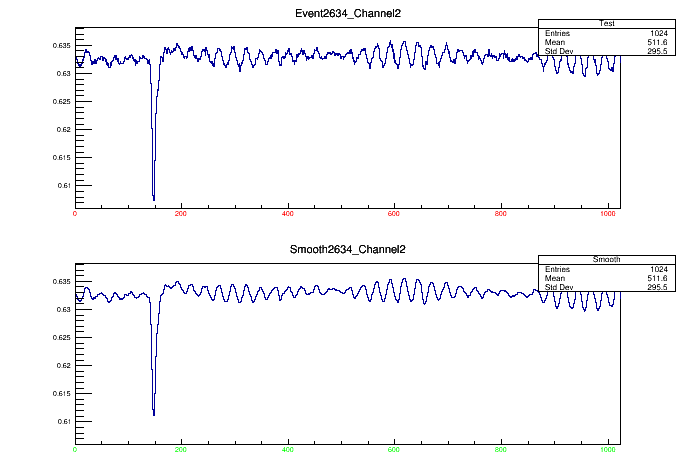 Event2634_Channel2
Test
Entries 1024
Mean 511.6
Std Dev 295.5
0.635
0.63
0.625
0.62
0.615
0.61
0 200 400 600 800 1000
Smooth2634_Channel2
Smooth
Entries 1024
Mean 511.6
Std Dev 295.5
0.635
0.63
0.625
0.62
0.615
0.61
0 200 400 600 800 1000